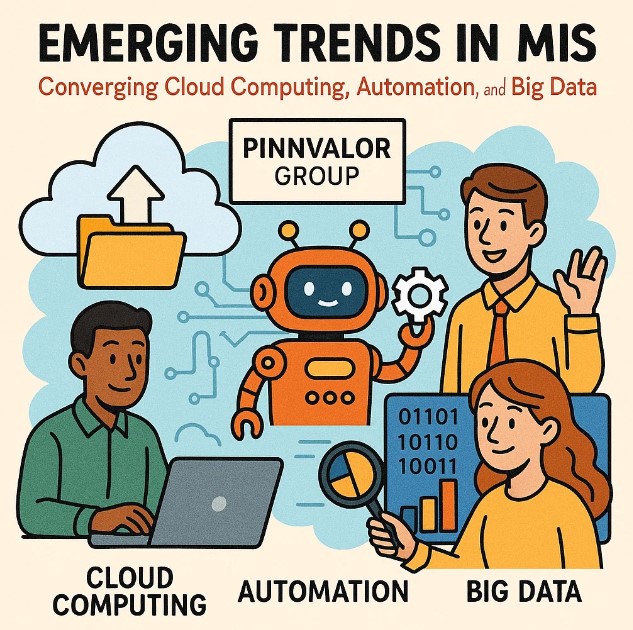 EMERGING TRENDS IN MIS
Converging Cloud Computing, Automation, and Big Data
PINNVALOR
GROUP
01101
10110
10011
CLOUD
COMPUTING
AUTOMATION
BIG DATA